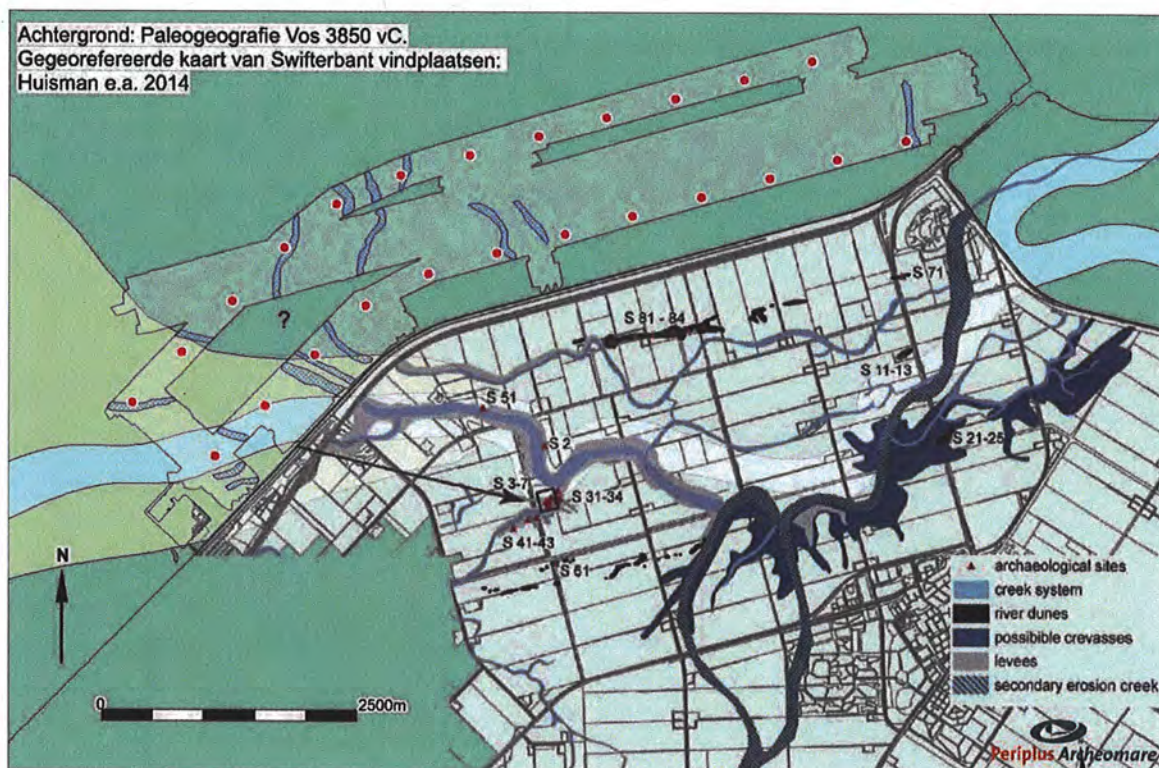 Achtergrond: Paleogeografie Vos 3850 vC.
Gegeorefereerde kaart van Swifterbant vindplaatsen:
Huisman e.a. 2014
?
S 71
S 81 - 84
S 11-13
S 51
S 2
S 21-25
S 3-7
S 31-34
S 41-43
S 61
N
0
2500m
archaeological sites
creek system
river dunes
possibible crevasses
levees
secondary erosion creek
Periplus Archeomare